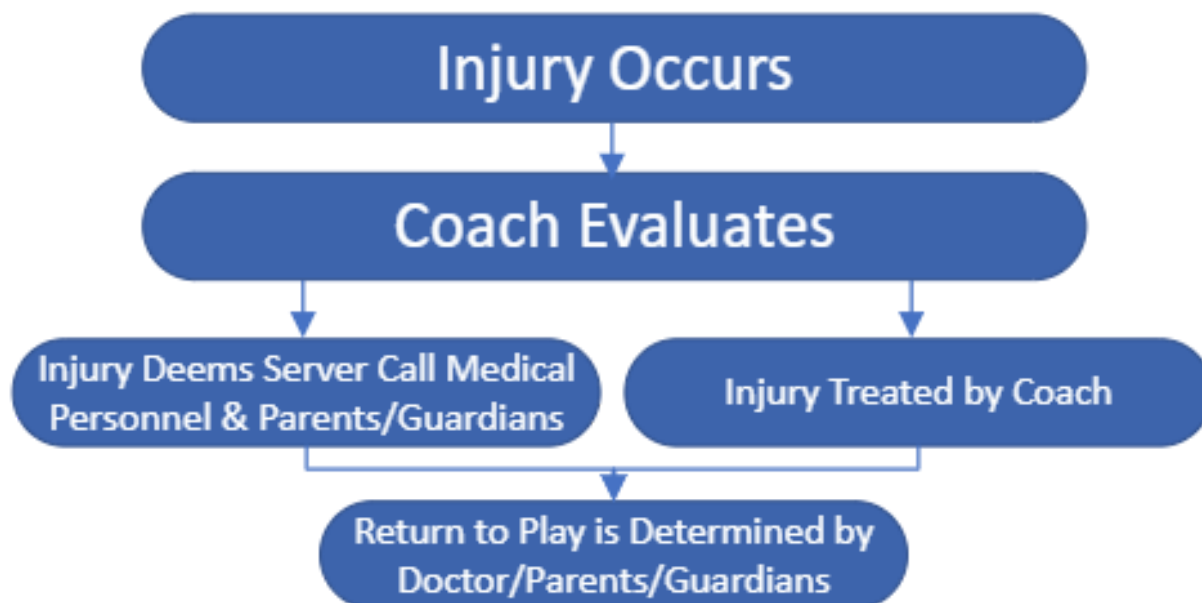 Injury Occurs
Coach Evaluates
Injury Deems Server Call Medical
Personnel & Parents/Guardians
Injury Treated by Coach
Return to Play is Determined by
Doctor/Parents/Guardians